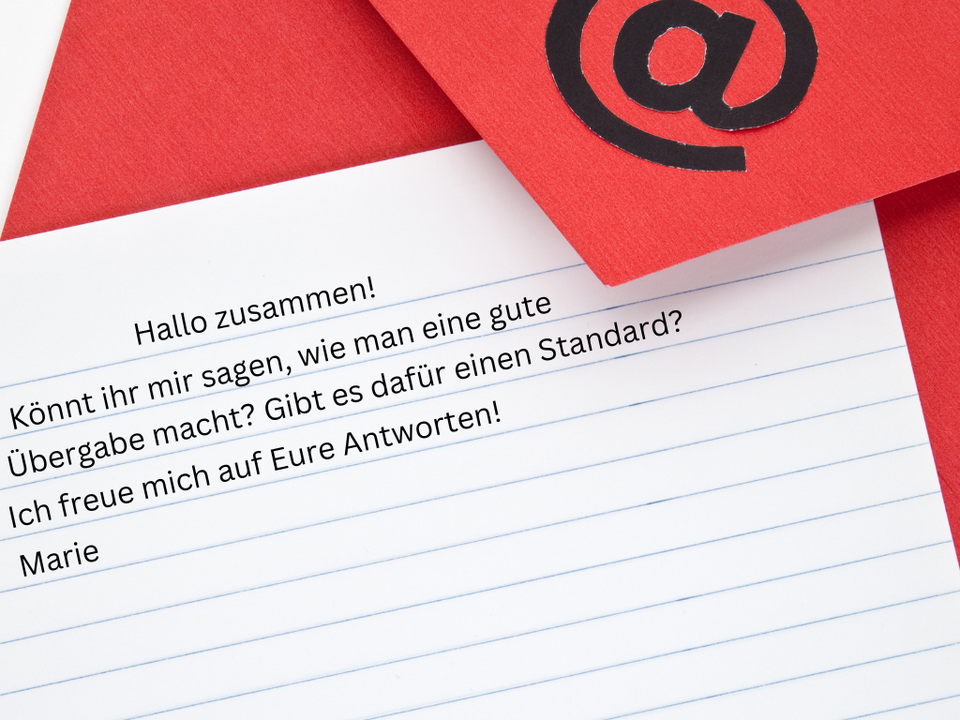 @
Hallo zusammen!
Könnt ihr mir sagen, wie man eine gute
Übergabe macht? Gibt es dafür einen Standard?
Ich freue mich auf Eure Antworten!
Marie